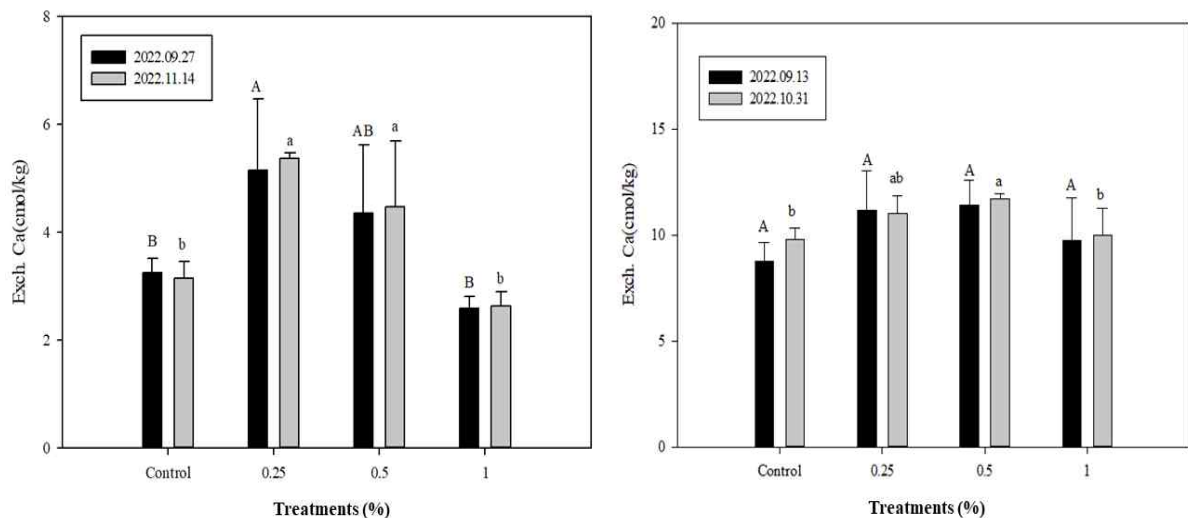 8
6
4
2
0
Exch. Ca(cmol/kg)
2022.09.27
2022.11.14
B
b
A
a
AB
a
B
b
Control
0.25
0.5
1
Treatments (%)
20
15
10
5
0
Exch. Ca(cmol/kg)
2022.09.13
2022.10.31
A
b
A
ab
A
a
A
b
Control
0.25
0.5
1
Treatments (%)